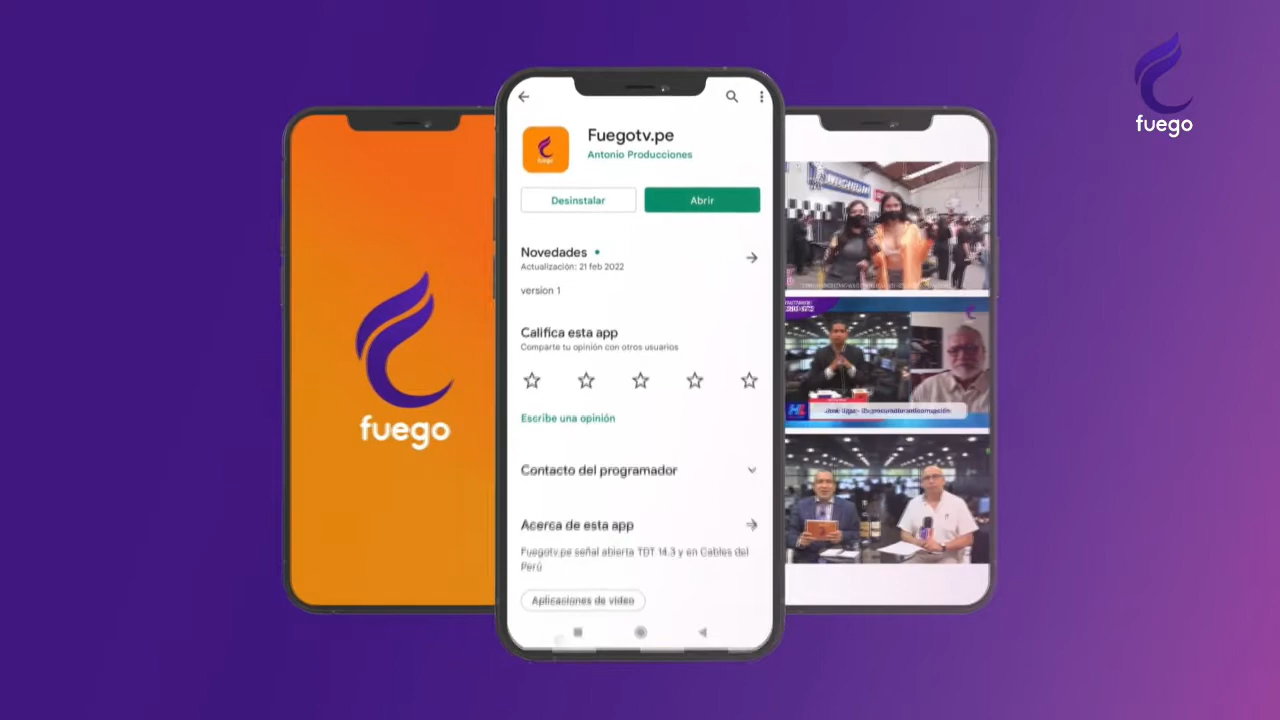 fuego
fuego
Fuegotv.pe
Antonio Producciones
Desinstalar
Abrir
Novedades
Actualización: 21 feb 2022
version 1
Califica esta app
Comparte tu opinión con otros usuarios
Escribe una opinión
Contacto del programador
Acerca de esta app
Fuegotv.pe señal abierta TDT 14.3 y en Cables del
Perú
Aplicaciones de vídeo
fuego